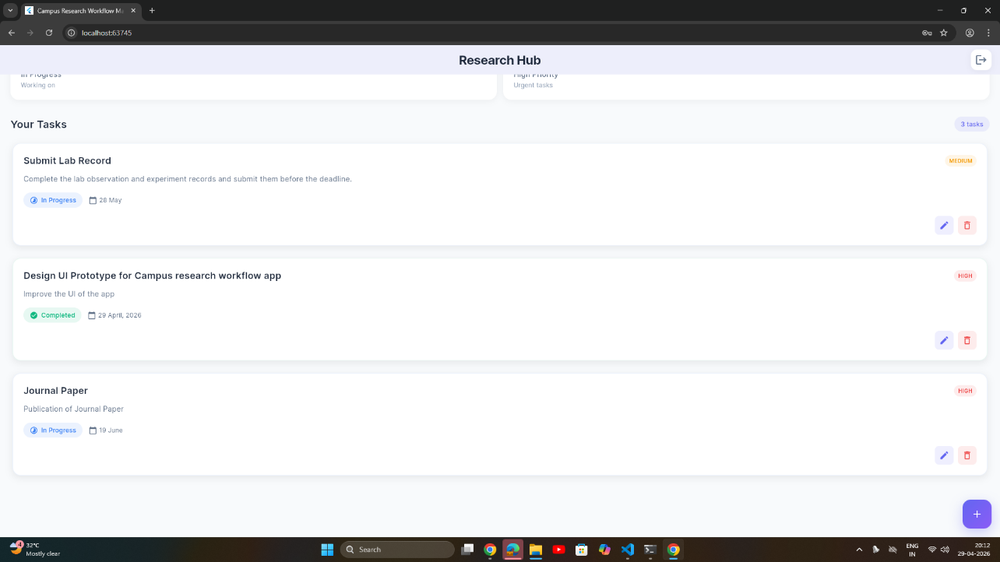 Campus Research Workflow Ma
localhost:63745
Research Hub
In Progress
High Priority
Working on
Urgent tasks
Your Tasks
3 tasks
Submit Lab Record
MEDIUM
Complete the lab observation and experiment records and submit them before the deadline.
In Progress
28 May
Design UI Prototype for Campus research workflow app
HIGH
Improve the UI of the app
Completed
29 April, 2026
Journal Paper
HIGH
Publication of Journal Paper
In Progress
19 June
4
32°C
Mostly clear
Search
ENG
IN
20:12
29-04-2026